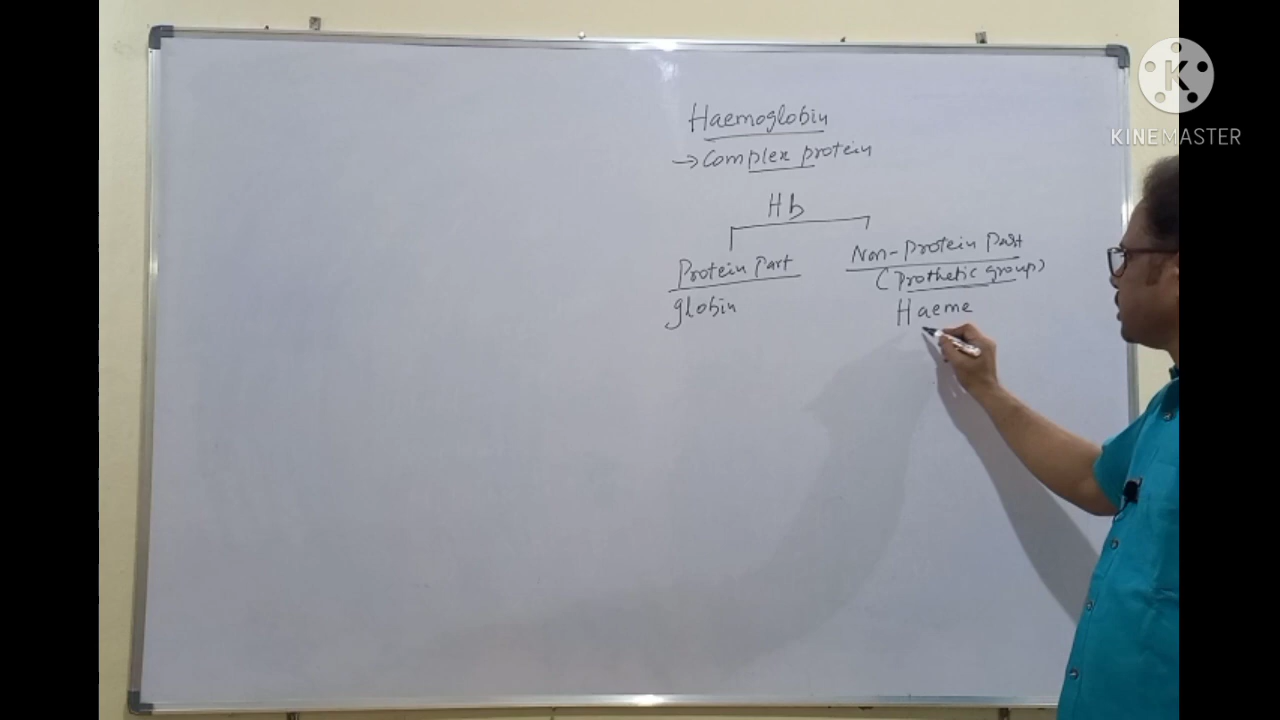 Haemoglobin
→ Complex protein
Hb
Protein Part
globin
Non-Protein Part
(Prothetic group)
Haeme
K
KINEMASTER